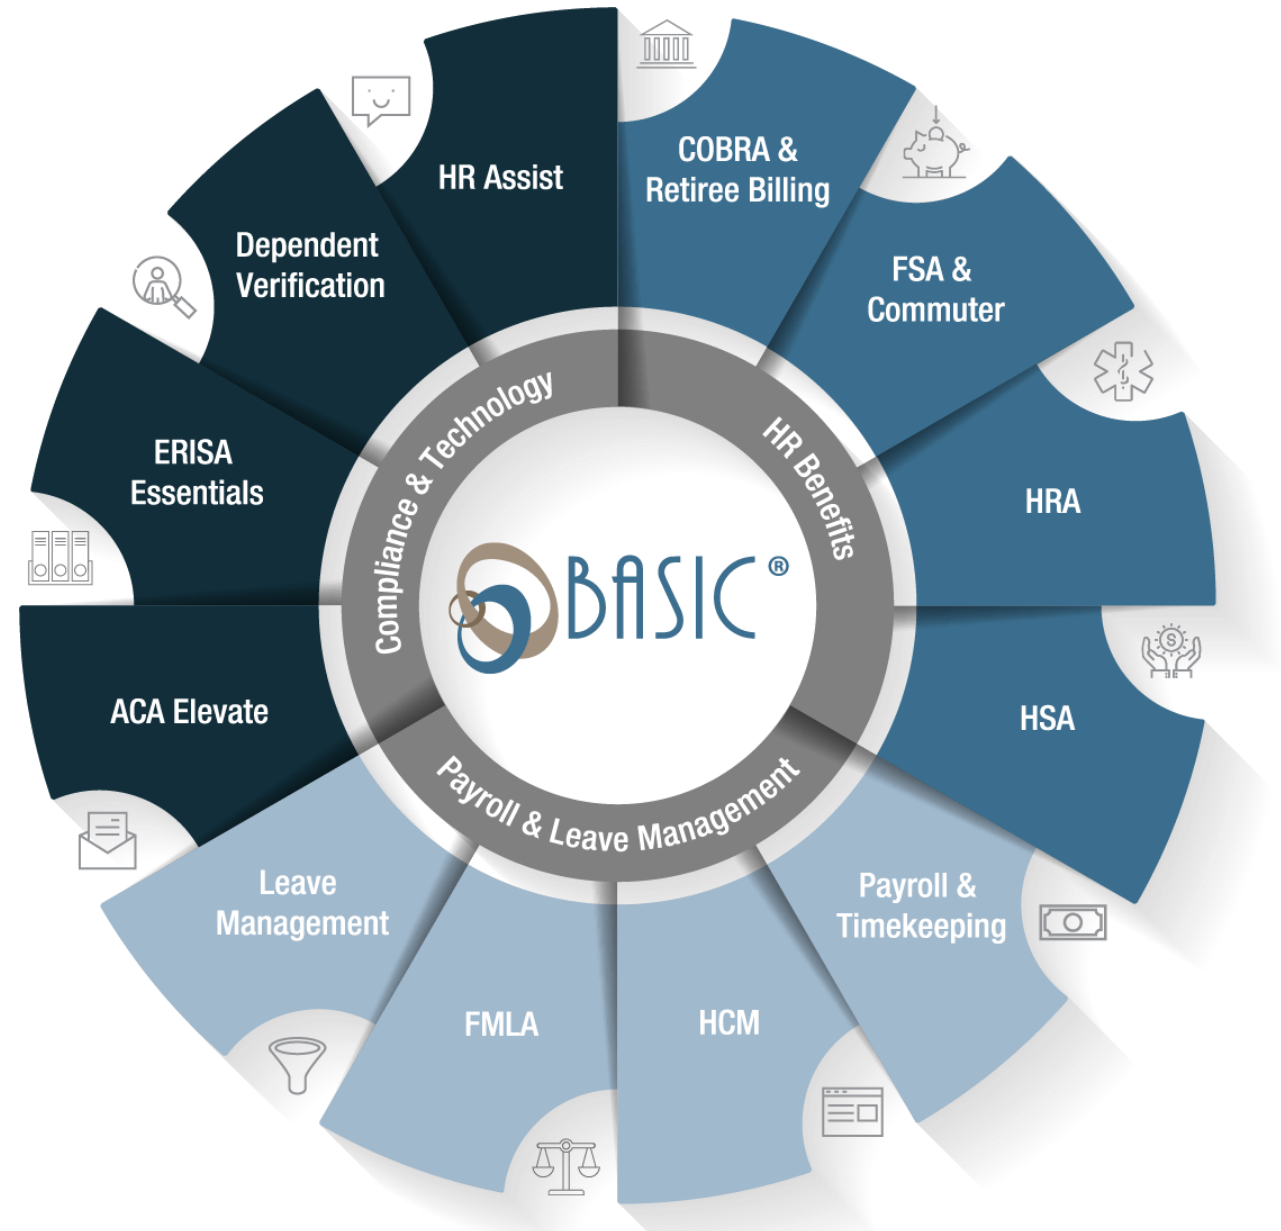 HR Assist
COBRA &
Retiree Billing
FSA &
Commuter
HRA
HSA
Payroll &
Timekeeping
HCM
FMLA
Leave
Management
ACA Elevate
ERISA
Essentials
Dependent
Verification
Compliance & Technology
HR Benefits
Payroll & Leave Management
BASIC®
S